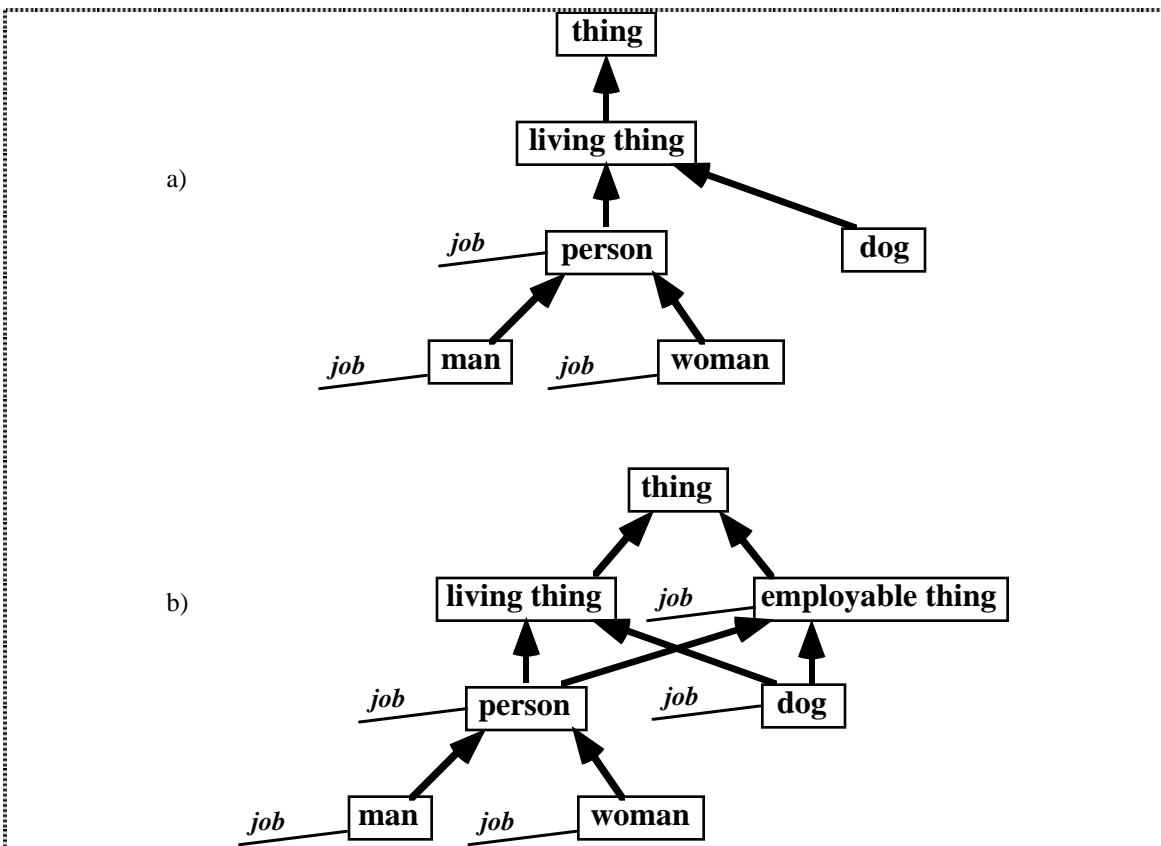 thing
living thing
a)
job
person
dog
job
man
job
woman
thing
b)
living thing
job
employable thing
job
person
job
dog
job
man
job
woman